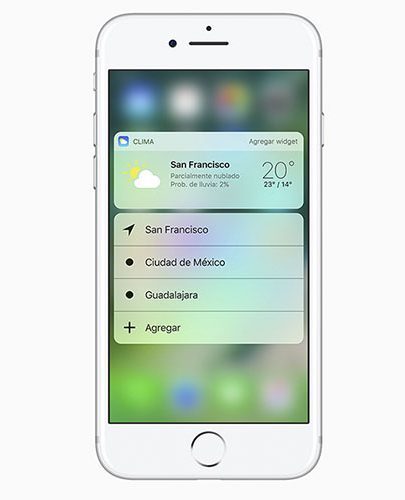 CLIMA Agregar widget
San Francisco 20°
Parcialmente nublado
Prob. de lluvia: 2% 23° / 14°
San Francisco
Ciudad de México
Guadalajara
Agregar